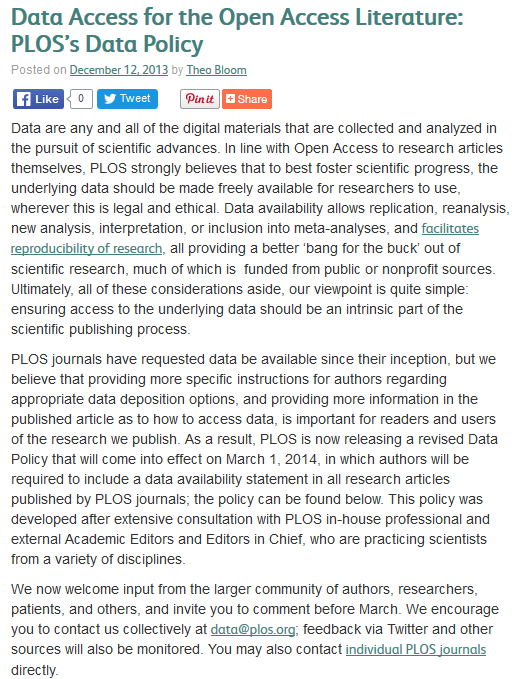 Data Access for the Open Access Literature:
PLOS’s Data Policy
Posted on December 12, 2013 by Theo Bloom
Like 0 Tweet Pin it Share
Data are any and all of the digital materials that are collected and analyzed in
the pursuit of scientific advances. In line with Open Access to research articles
themselves, PLOS strongly believes that to best foster scientific progress, the
underlying data should be made freely available for researchers to use,
wherever this is legal and ethical. Data availability allows replication, reanalysis,
new analysis, interpretation, or inclusion into meta-analyses, and facilitates
reproducibility of research, all providing a better ‘bang for the buck’ out of
scientific research, much of which is  funded from public or nonprofit sources.
Ultimately, all of these considerations aside, our viewpoint is quite simple:
ensuring access to the underlying data should be an intrinsic part of the
scientific publishing process.
PLOS journals have requested data be available since their inception, but we
believe that providing more specific instructions for authors regarding
appropriate data deposition options, and providing more information in the
published article as to how to access data, is important for readers and users
of the research we publish. As a result, PLOS is now releasing a revised Data
Policy that will come into effect on March 1, 2014, in which authors will be
required to include a data availability statement in all research articles
published by PLOS journals; the policy can be found below. This policy was
developed after extensive consultation with PLOS in-house professional and
external Academic Editors and Editors in Chief, who are practicing scientists
from a variety of disciplines.
We now welcome input from the larger community of authors, researchers,
patients, and others, and invite you to comment before March. We encourage
you to contact us collectively at data@plos.org; feedback via Twitter and other
sources will also be monitored. You may also contact individual PLOS journals
directly.